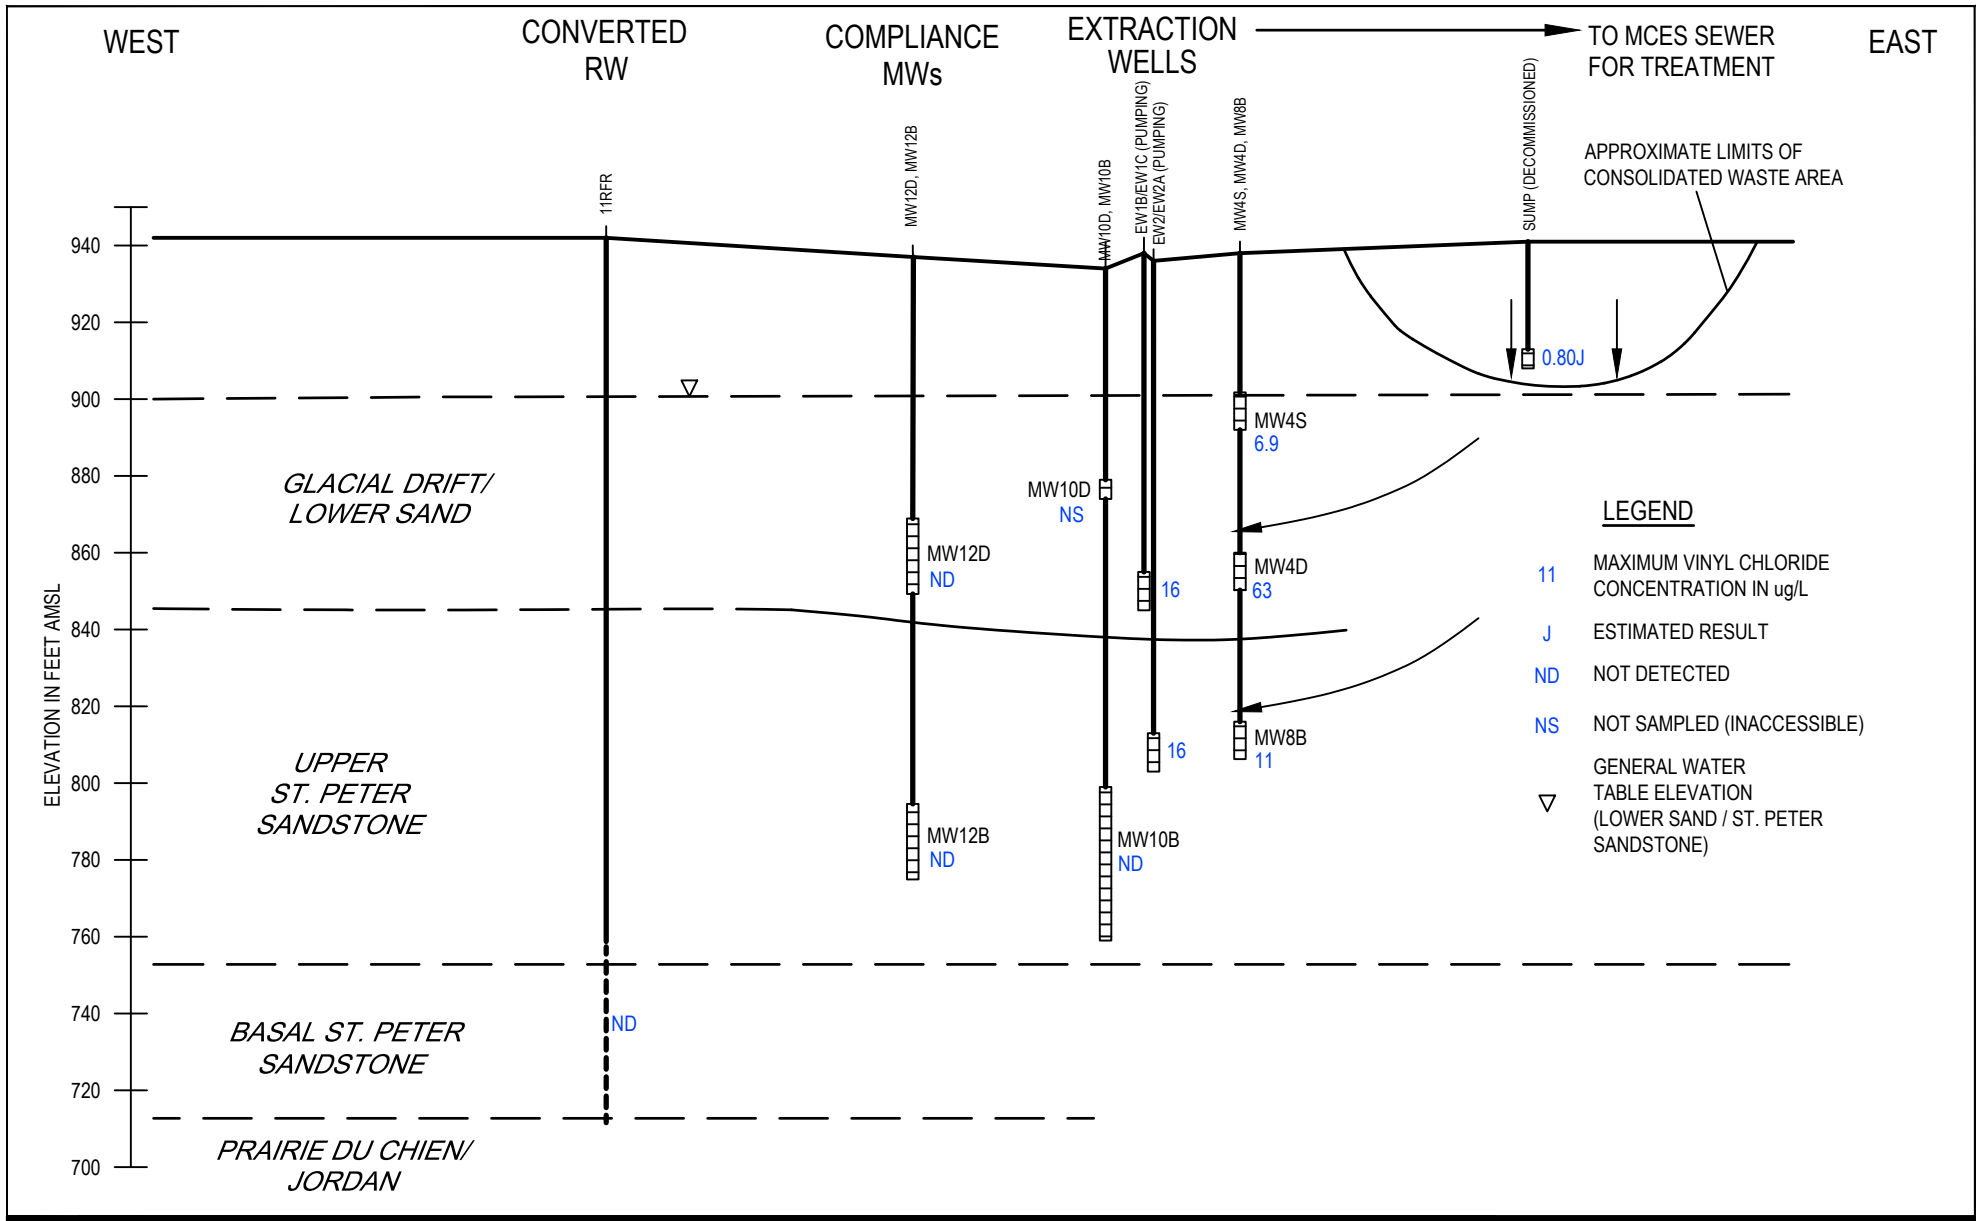 WEST
CONVERTED
RW
COMPLIANCE
MWs
EXTRACTION
WELLS
TO MCES SEWER
FOR TREATMENT
EAST
11RFR
MW12D, MW12B
MW10D, MW10B
EW1B/EW1C (PUMPING)
EW2/EW2A (PUMPING)
MW4S, MW4D, MW8B
SUMP (DECOMMISSIONED)
APPROXIMATE LIMITS OF
CONSOLIDATED WASTE AREA
ELEVATION IN FEET AMSL
940
920
900
880
860
840
820
800
780
760
740
720
700
0.80J
MW4S
6.9
GLACIAL DRIFT/
LOWER SAND
MW10D
NS
MW12D
ND
16
MW4D
63
UPPER
ST. PETER
SANDSTONE
16
MW8B
11
MW12B
ND
MW10B
ND
BASAL ST. PETER
SANDSTONE
ND
PRAIRIE DU CHIEN/
JORDAN
LEGEND
11 MAXIMUM VINYL CHLORIDE
CONCENTRATION IN ug/L
J ESTIMATED RESULT
ND NOT DETECTED
NS NOT SAMPLED (INACCESSIBLE)
GENERAL WATER
TABLE ELEVATION
(LOWER SAND / ST. PETER
SANDSTONE)